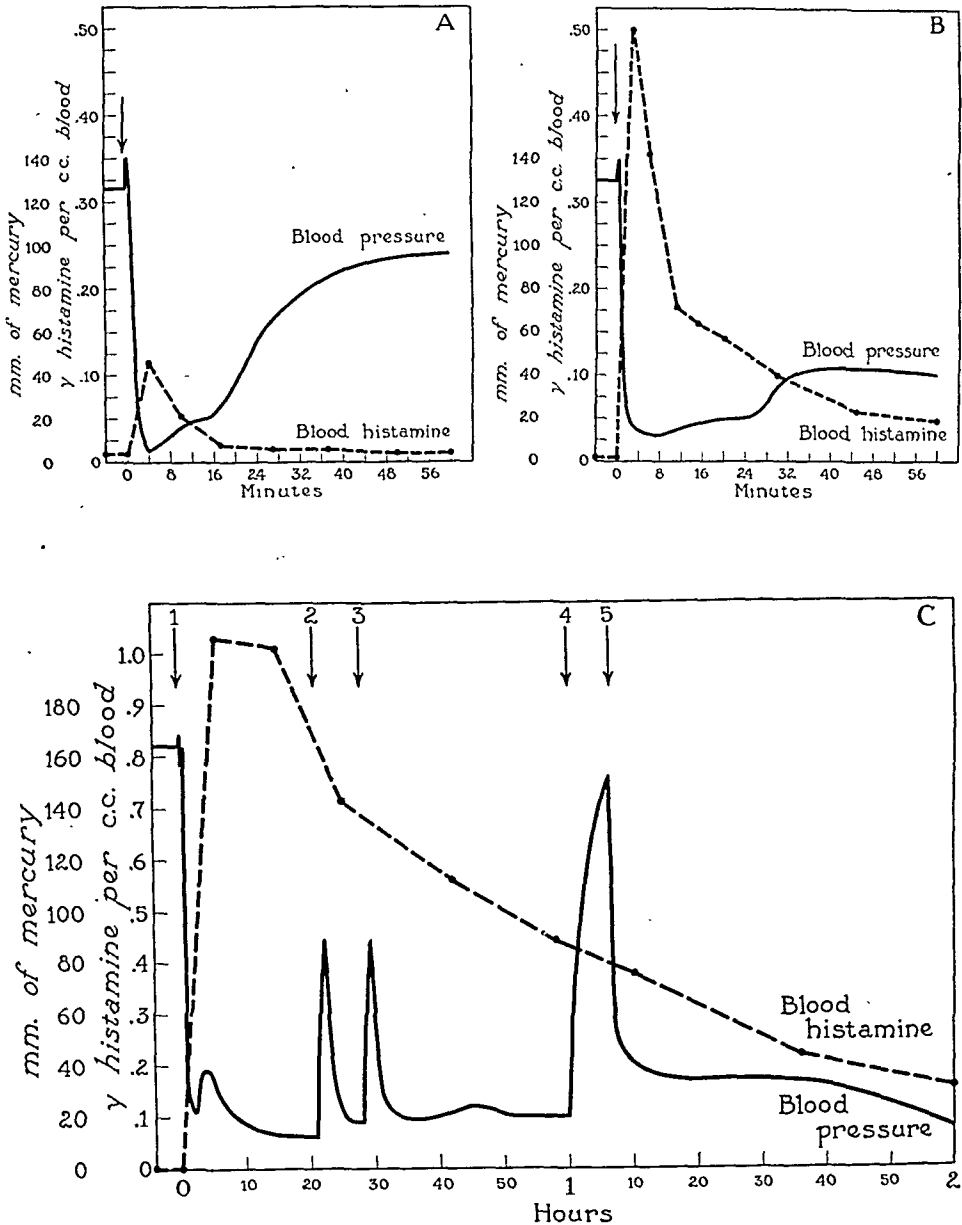 A
.50
.40
.30
.20
.10
0
140
120
100
80
60
40
20
0
mm. of mercury
γ histamine per c.c. blood
Blood pressure
Blood histamine
0 8 16 24 32 40 48 56
Minutes
B
.50
.40
.30
.20
.10
0
140
120
100
80
60
40
20
0
mm. of mercury
γ histamine per c.c. blood
Blood pressure
Blood histamine
0 8 16 24 32 40 48 56
Minutes
C
1 2 3 4 5
1.0
.9
.8
.7
.6
.5
.4
.3
.2
.1
0
180
160
140
120
100
80
60
40
20
0
mm. of mercury
γ histamine per c.c. blood
Blood
histamine
Blood
pressure
0 10 20 30 40 50 1 10 20 30 40 50 2
Hours